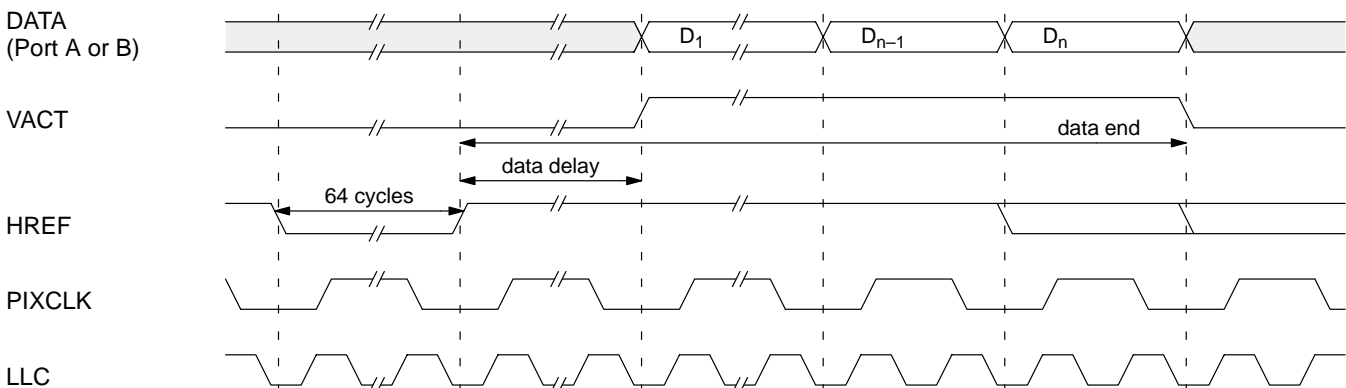 DATA
(Port A or B)
D1
Dn–1
Dn
VACT
data end
data delay
64 cycles
HREF
PIXCLK
LLC